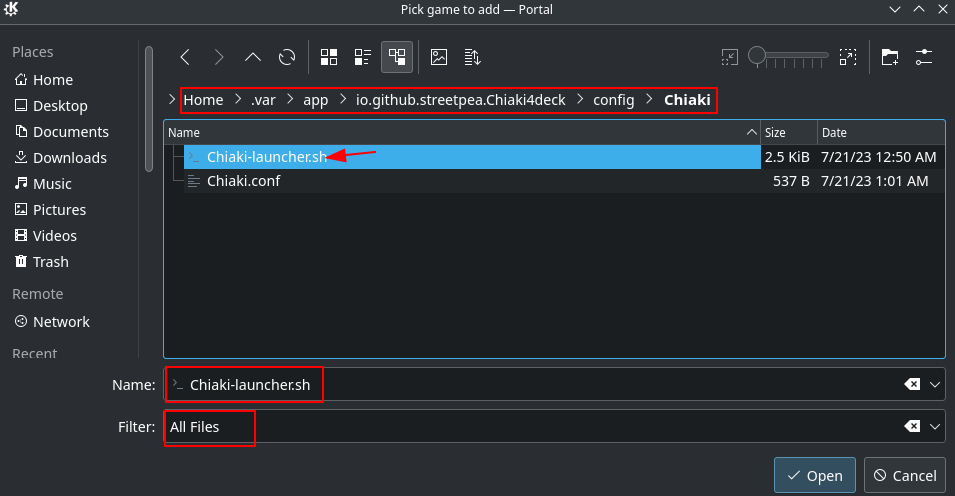 Pick game to add — Portal
Places
Home
Desktop
Documents
Downloads
Music
Pictures
Videos
Trash
Remote
Network
Recent
Home > .var > app > io.github.streetpea.Chiaki4deck > config > Chiaki
Name Size Date
Chiaki-launcher.sh 2.5 KiB 7/21/23 12:50 AM
Chiaki.conf 537 B 7/21/23 1:01 AM
Name: Chiaki-launcher.sh
Filter: All Files
Open Cancel